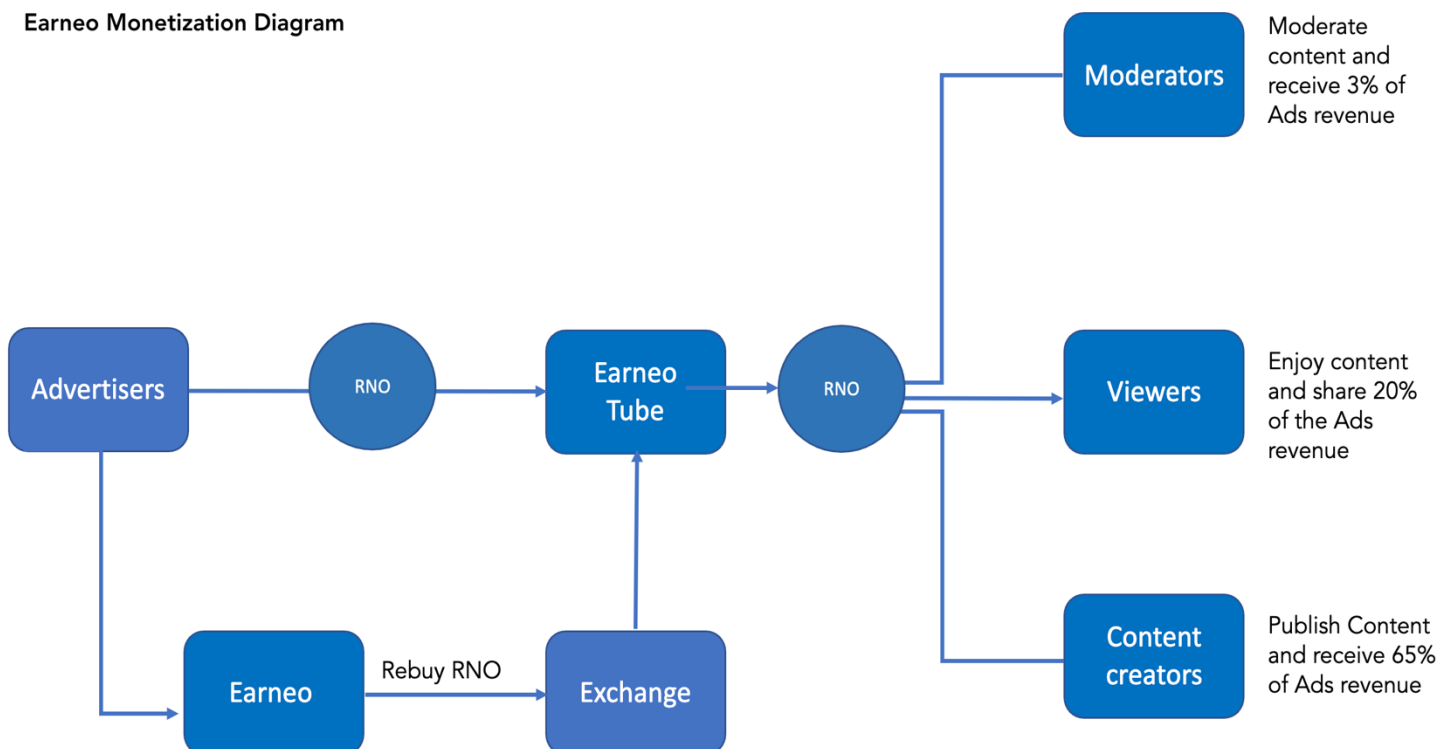 Earneo Monetization Diagram
Moderators
Moderate
content and
receive 3% of
Ads revenue
Advertisers
RNO
Earneo
Tube
RNO
Viewers
Enjoy content
and share 20%
of the Ads
revenue
Earneo
Rebuy RNO
Exchange
Content
creators
Publish Content
and receive 65%
of Ads revenue